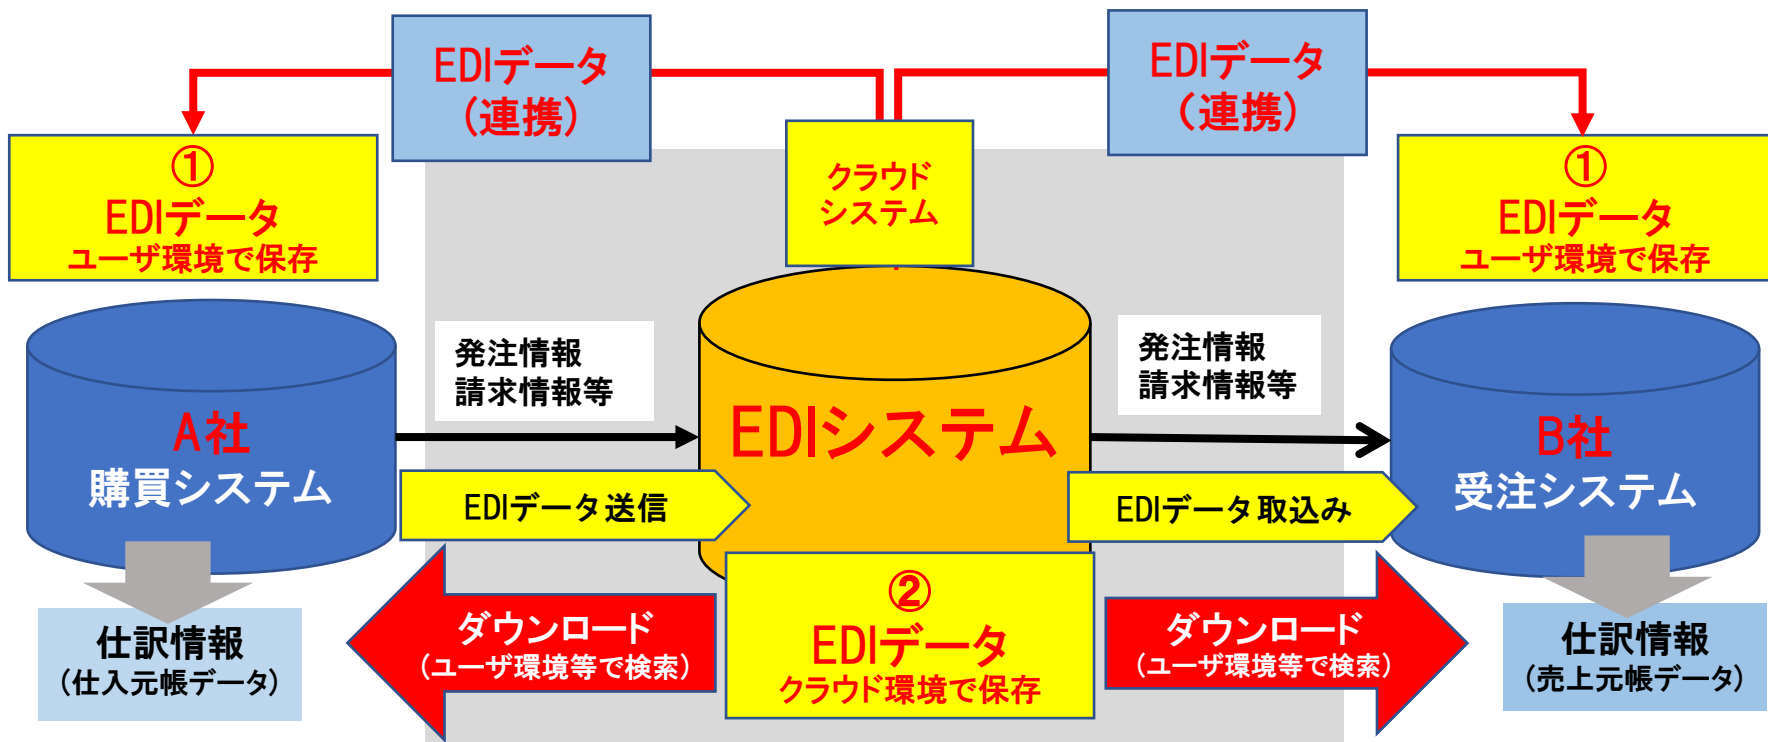 EDIデータ
(連携)
EDIデータ
(連携)
①
EDIデータ
ユーザ環境で保存
クラウド
システム
①
EDIデータ
ユーザ環境で保存
発注情報
請求情報等
発注情報
請求情報等
A社
購買システム
EDIシステム
B社
受注システム
EDIデータ送信
EDIデータ取込み
仕訳情報
(仕入元帳データ)
ダウンロード
(ユーザ環境等で検索)
②
EDIデータ
クラウド環境で保存
ダウンロード
(ユーザ環境等で検索)
仕訳情報
(売上元帳データ)